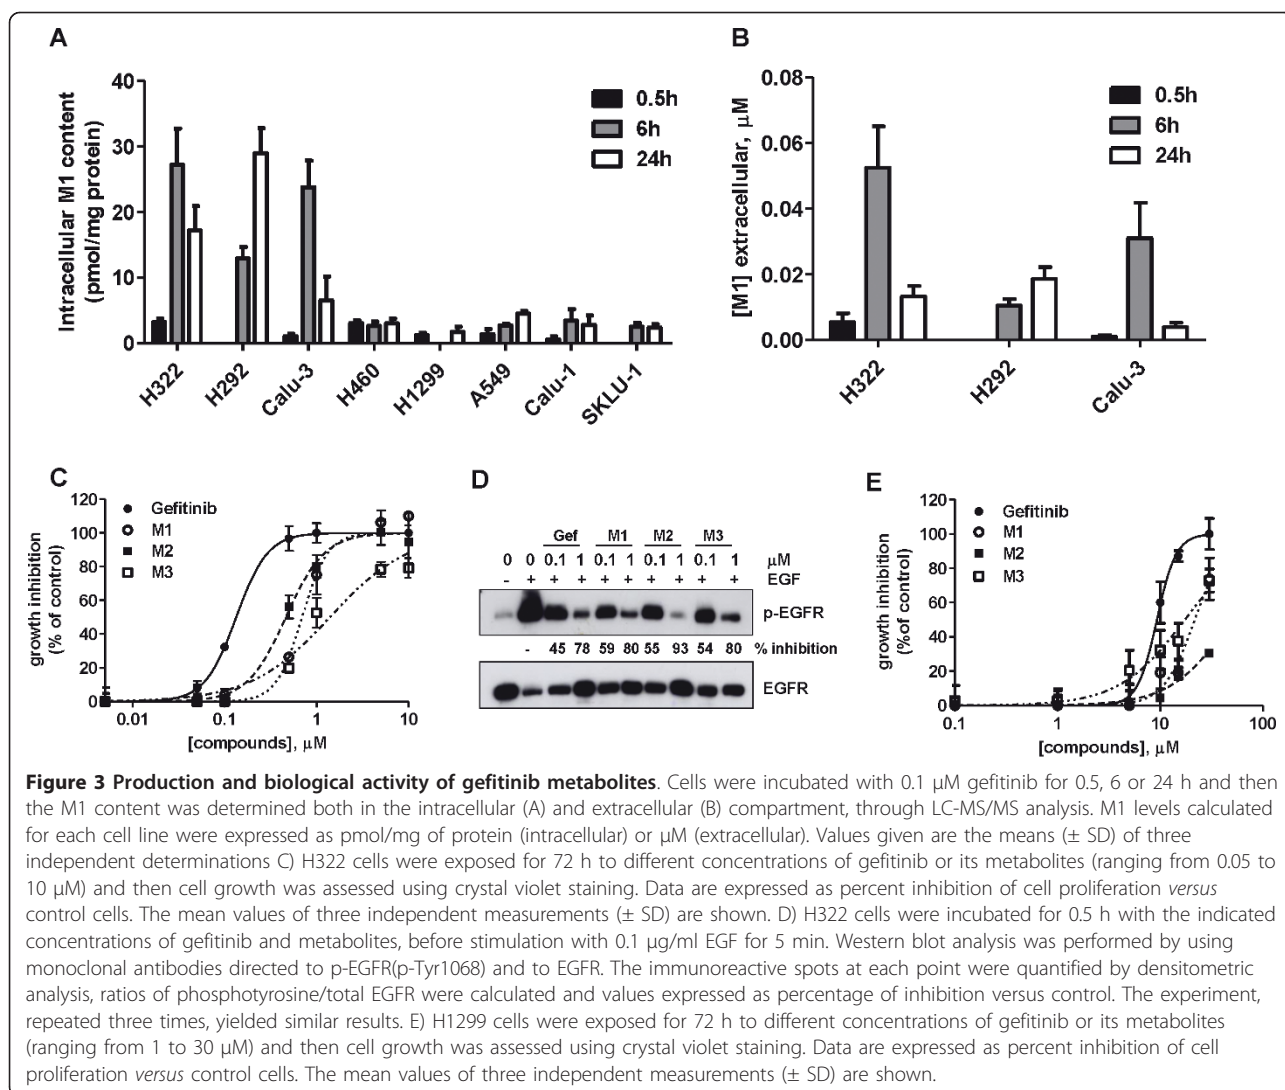 A
Intracellular M1 content
(pmol/mg protein)
40
30
20
10
0
0.5h
6h
24h
H322
H292
Calu-3
H460
H1299
A549
Calu-1
SKLU-1
B
[M1] extracellular, µM
0.08
0.06
0.04
0.02
0.00
0.5h
6h
24h
H322
H292
Calu-3
C
growth inhibition
(% of control)
120
100
80
60
40
20
0
Gefitinib
M1
M2
M3
0.01
0.1
1
10
[compounds], µM
D
Gef M1 M2 M3
0 0 0.1 1 0.1 1 0.1 1 0.1 1 µM
- + + + + + + + + + EGF
p-EGFR
- 45 78 59 80 55 93 54 80 % inhibition
EGFR
E
growth inhibition
(%of control)
120
100
80
60
40
20
0
Gefitinib
M1
M2
M3
0.1
1
10
100
[compounds], µM
Figure 3 Production and biological activity of gefitinib metabolites. Cells were incubated with 0.1 µM gefitinib for 0.5, 6 or 24 h and then
the M1 content was determined both in the intracellular (A) and extracellular (B) compartment, through LC-MS/MS analysis. M1 levels calculated
for each cell line were expressed as pmol/mg of protein (intracellular) or µM (extracellular). Values given are the means (± SD) of three
independent determinations C) H322 cells were exposed for 72 h to different concentrations of gefitinib or its metabolites (ranging from 0.05 to
10 µM) and then cell growth was assessed using crystal violet staining. Data are expressed as percent inhibition of cell proliferation versus
control cells. The mean values of three independent measurements (± SD) are shown. D) H322 cells were incubated for 0.5 h with the indicated
concentrations of gefitinib and metabolites, before stimulation with 0.1 µg/ml EGF for 5 min. Western blot analysis was performed by using
monoclonal antibodies directed to p-EGFR(p-Tyr1068) and to EGFR. The immunoreactive spots at each point were quantified by densitometric
analysis, ratios of phosphotyrosine/total EGFR were calculated and values expressed as percentage of inhibition versus control. The experiment,
repeated three times, yielded similar results. E) H1299 cells were exposed for 72 h to different concentrations of gefitinib or its metabolites
(ranging from 1 to 30 µM) and then cell growth was assessed using crystal violet staining. Data are expressed as percent inhibition of cell
proliferation versus control cells. The mean values of three independent measurements (± SD) are shown.